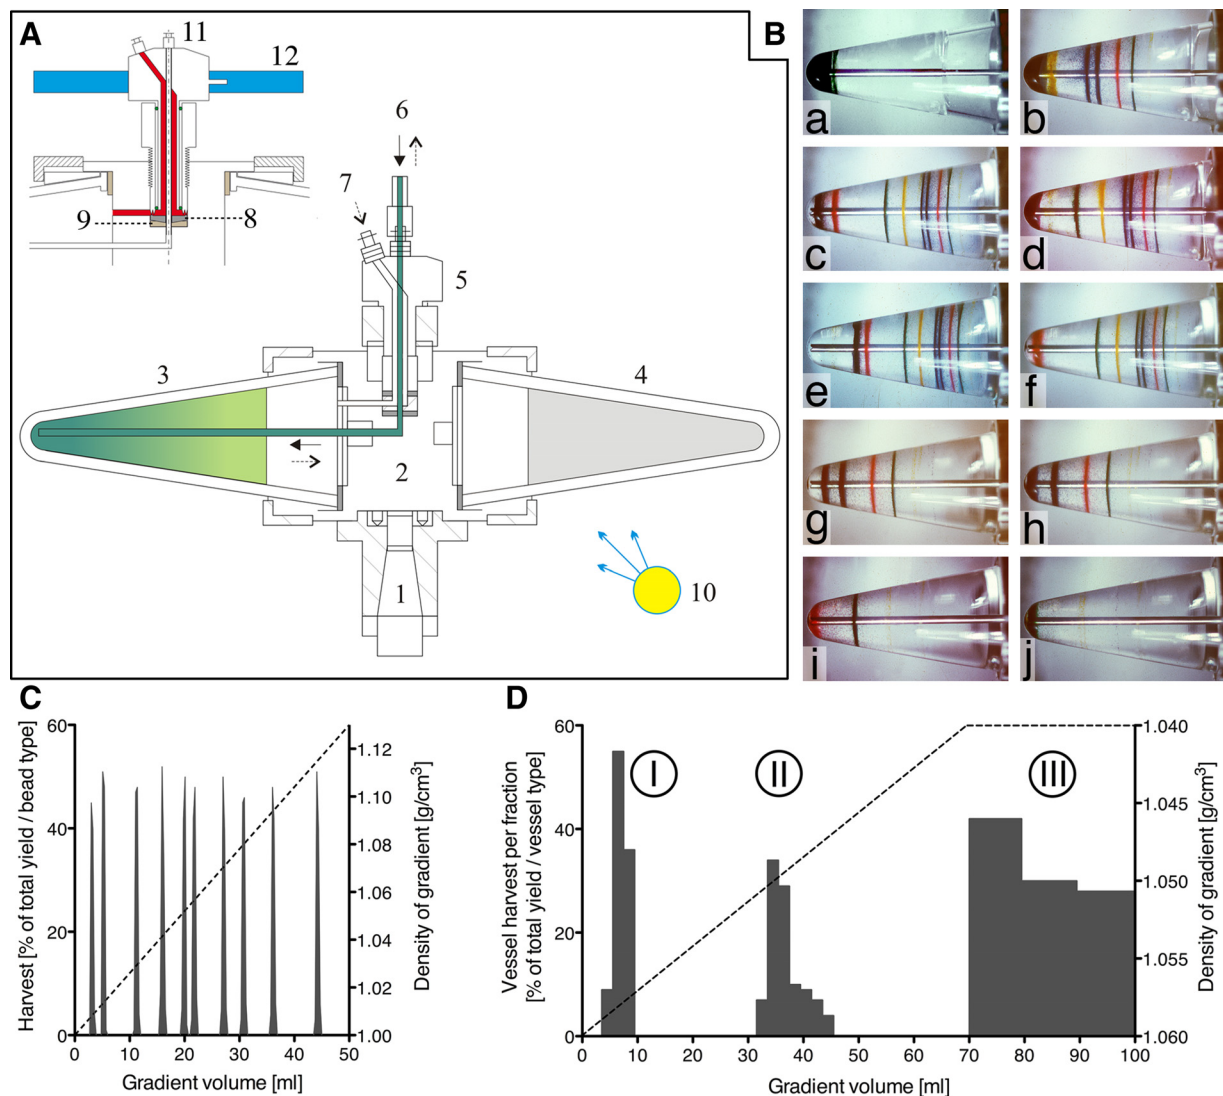 A
11
12
6
7
9
8
5
3
4
2
1
10
B
a
b
c
d
e
f
g
h
i
j
C
Harvest [% of total yield / bead type]
60
40
20
0
1.12
1.10
1.08
1.06
1.04
1.02
1.00
Density of gradient [g/cm³]
0 10 20 30 40 50
Gradient volume [ml]
D
Vessel harvest per fraction
[% of total yield / vessel type]
60
40
20
0
I
II
III
1.040
1.045
1.050
1.055
1.060
Density of gradient [g/cm³]
0 10 20 30 40 50 60 70 80 90 100
Gradient volume [ml]